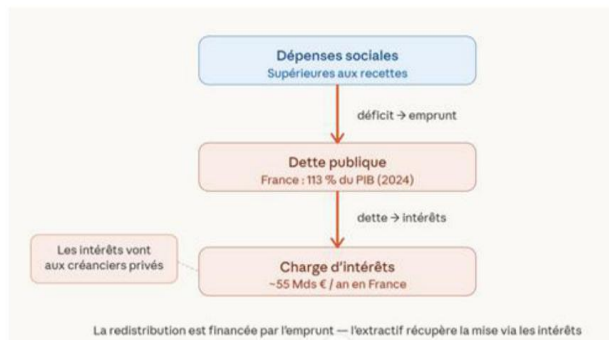 Dépenses sociales
Supérieures aux recettes
déficit → emprunt
Dette publique
France : 113 % du PIB (2024)
dette → intérêts
Les intérêts vont
aux créanciers privés
Charge d'intérêts
~55 Mds € / an en France
La redistribution est financée par l'emprunt — l'extractif récupère la mise via les intérêts